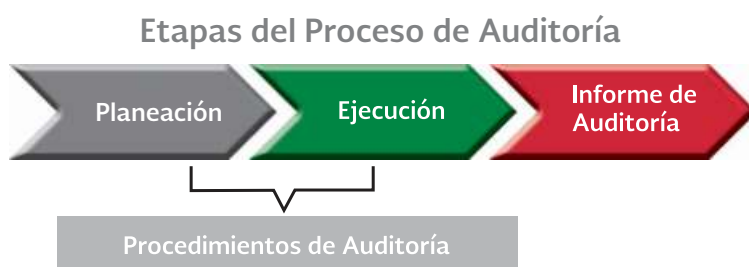 Etapas del Proceso de Auditoría
Planeación
Ejecución
Informe de
Auditoría
Procedimientos de Auditoría